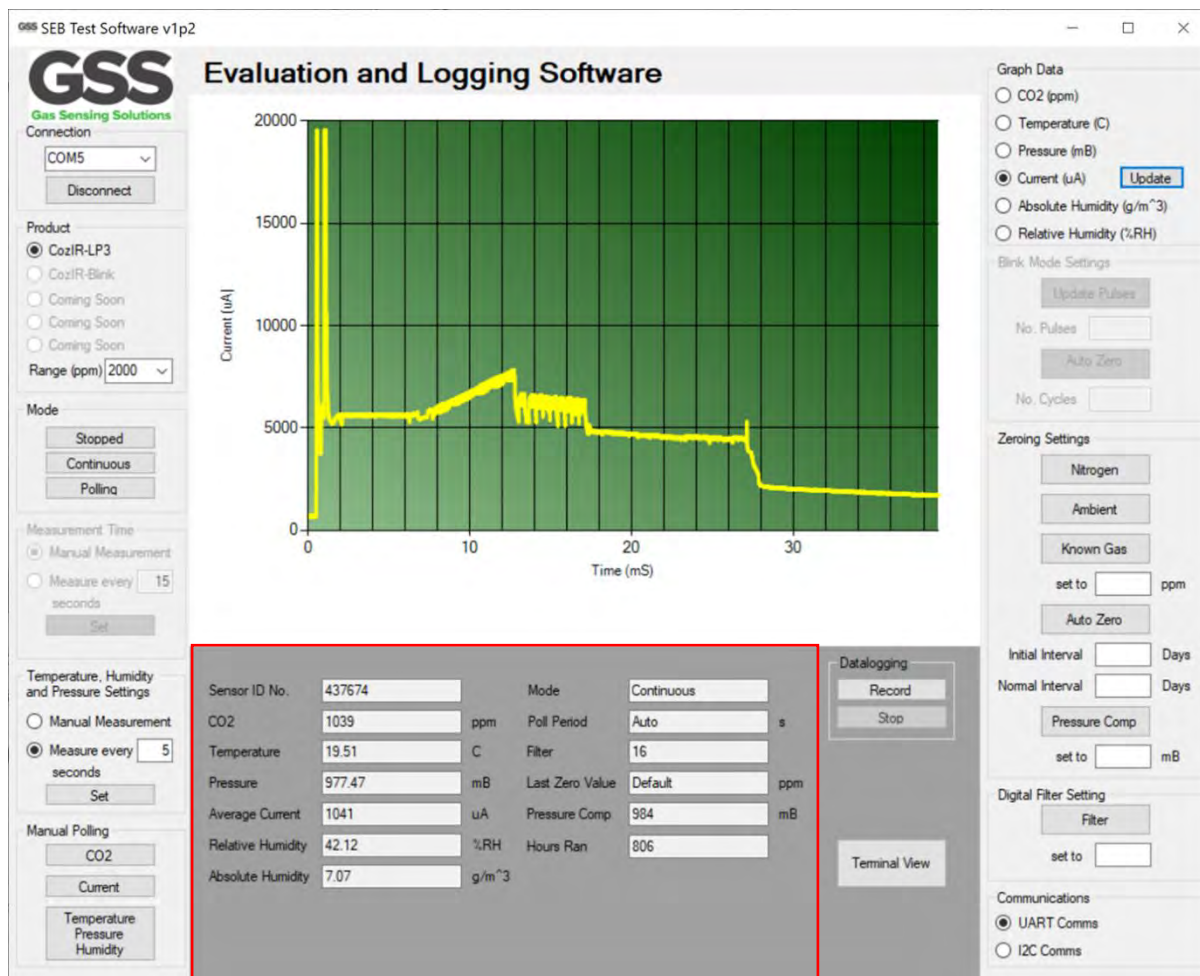 GSS SEB Test Software v1p2
GSS
Gas Sensing Solutions
Evaluation and Logging Software
Connection
COM5
Disconnect
Product
CozIR-LP3
CozIR-Blink
Coming Soon
Coming Soon
Coming Soon
Range (ppm) 2000
Mode
Stopped
Continuous
Polling
Measurement Time
Manual Measurement
Measure every 15
seconds
Set
Temperature, Humidity
and Pressure Settings
Manual Measurement
Measure every 5
seconds
Set
Manual Polling
CO2
Current
Temperature
Pressure
Humidity
Current (uA)
20000
15000
10000
5000
0
0 10 20 30
Time (mS)
Sensor ID No. 437674
CO2 1039 ppm
Temperature 19.51 C
Pressure 977.47 mB
Average Current 1041 uA
Relative Humidity 42.12 %RH
Absolute Humidity 7.07 g/m^3
Mode Continuous
Poll Period Auto s
Filter 16
Last Zero Value Default ppm
Pressure Comp 984 mB
Hours Ran 806
Datalogging
Record
Stop
Terminal View
Graph Data
CO2 (ppm)
Temperature (C)
Pressure (mB)
Current (uA) Update
Absolute Humidity (g/m^3)
Relative Humidity (%RH)
Blink Mode Settings
Update Pulses
No. Pulses
Auto Zero
No. Cycles
Zeroing Settings
Nitrogen
Ambient
Known Gas
set to ppm
Auto Zero
Initial Interval Days
Normal Interval Days
Pressure Comp
set to mB
Digital Filter Setting
Filter
set to
Communications
UART Comms
I2C Comms